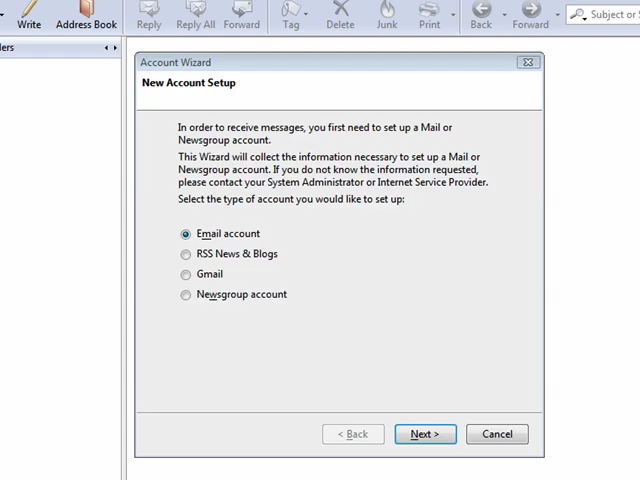 Write Address Book Reply Reply All Forward Tag Delete Junk Print Back Forward Subject or S
ders
Account Wizard
New Account Setup
In order to receive messages, you first need to set up a Mail or
Newsgroup account.
This Wizard will collect the information necessary to set up a Mail or
Newsgroup account. If you do not know the information requested,
please contact your System Administrator or Internet Service Provider.
Select the type of account you would like to set up:
Email account
RSS News & Blogs
Gmail
Newsgroup account
< Back Next > Cancel